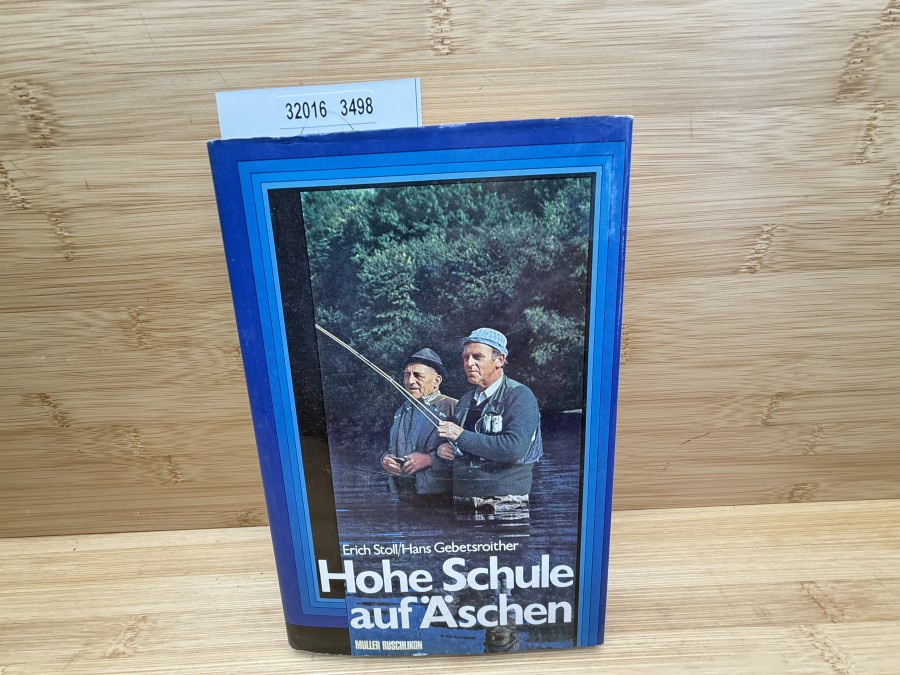 32016 3498
Erich Stoll/Hans Gebetsroither
Hohe Schule
auf Äschen
MÜLLER RÜSCHLIKON